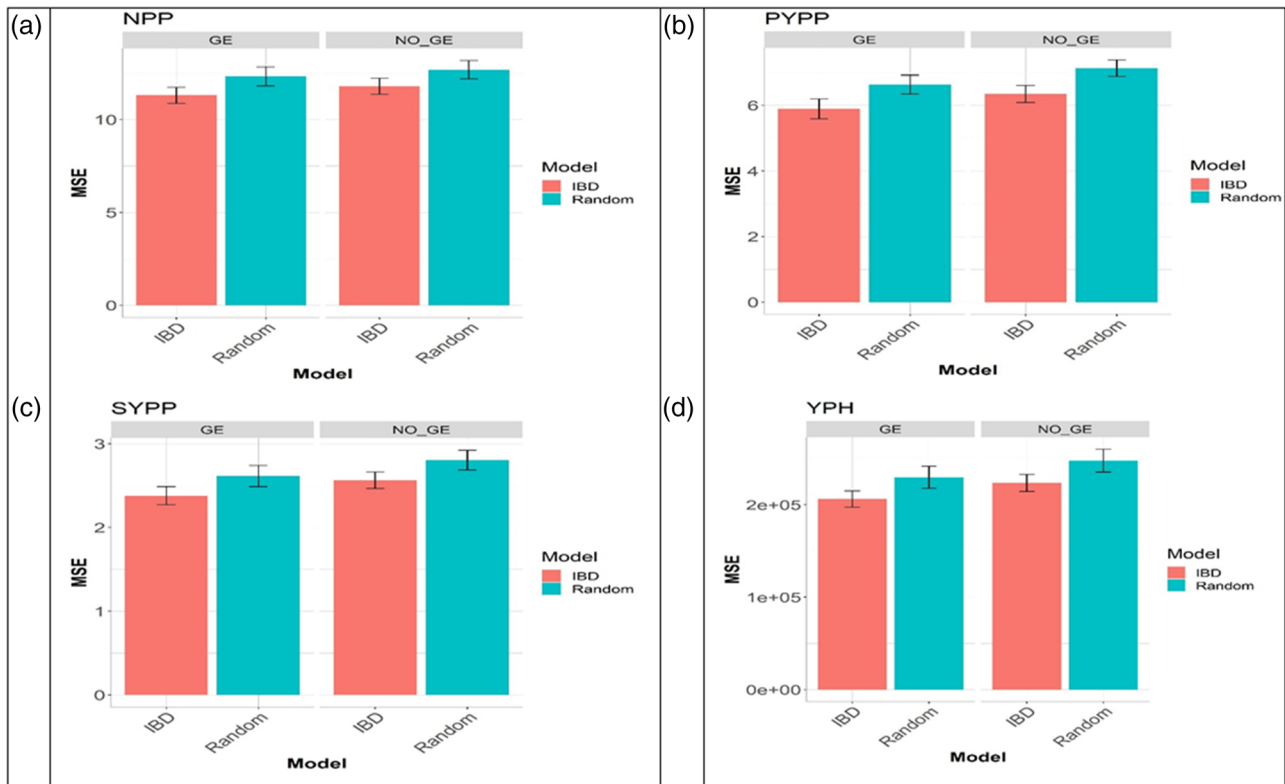 (a)
NPP
GE
NO_GE
10
5
0
MSE
IBD
Random
IBD
Random
Model
Model
IBD
Random
(b)
PYPP
GE
NO_GE
6
4
2
0
MSE
IBD
Random
IBD
Random
Model
Model
IBD
Random
(c)
SYPP
GE
NO_GE
3
2
1
0
MSE
IBD
Random
IBD
Random
Model
Model
IBD
Random
(d)
YPH
GE
NO_GE
2e+05
1e+05
0e+00
MSE
IBD
Random
IBD
Random
Model
Model
IBD
Random